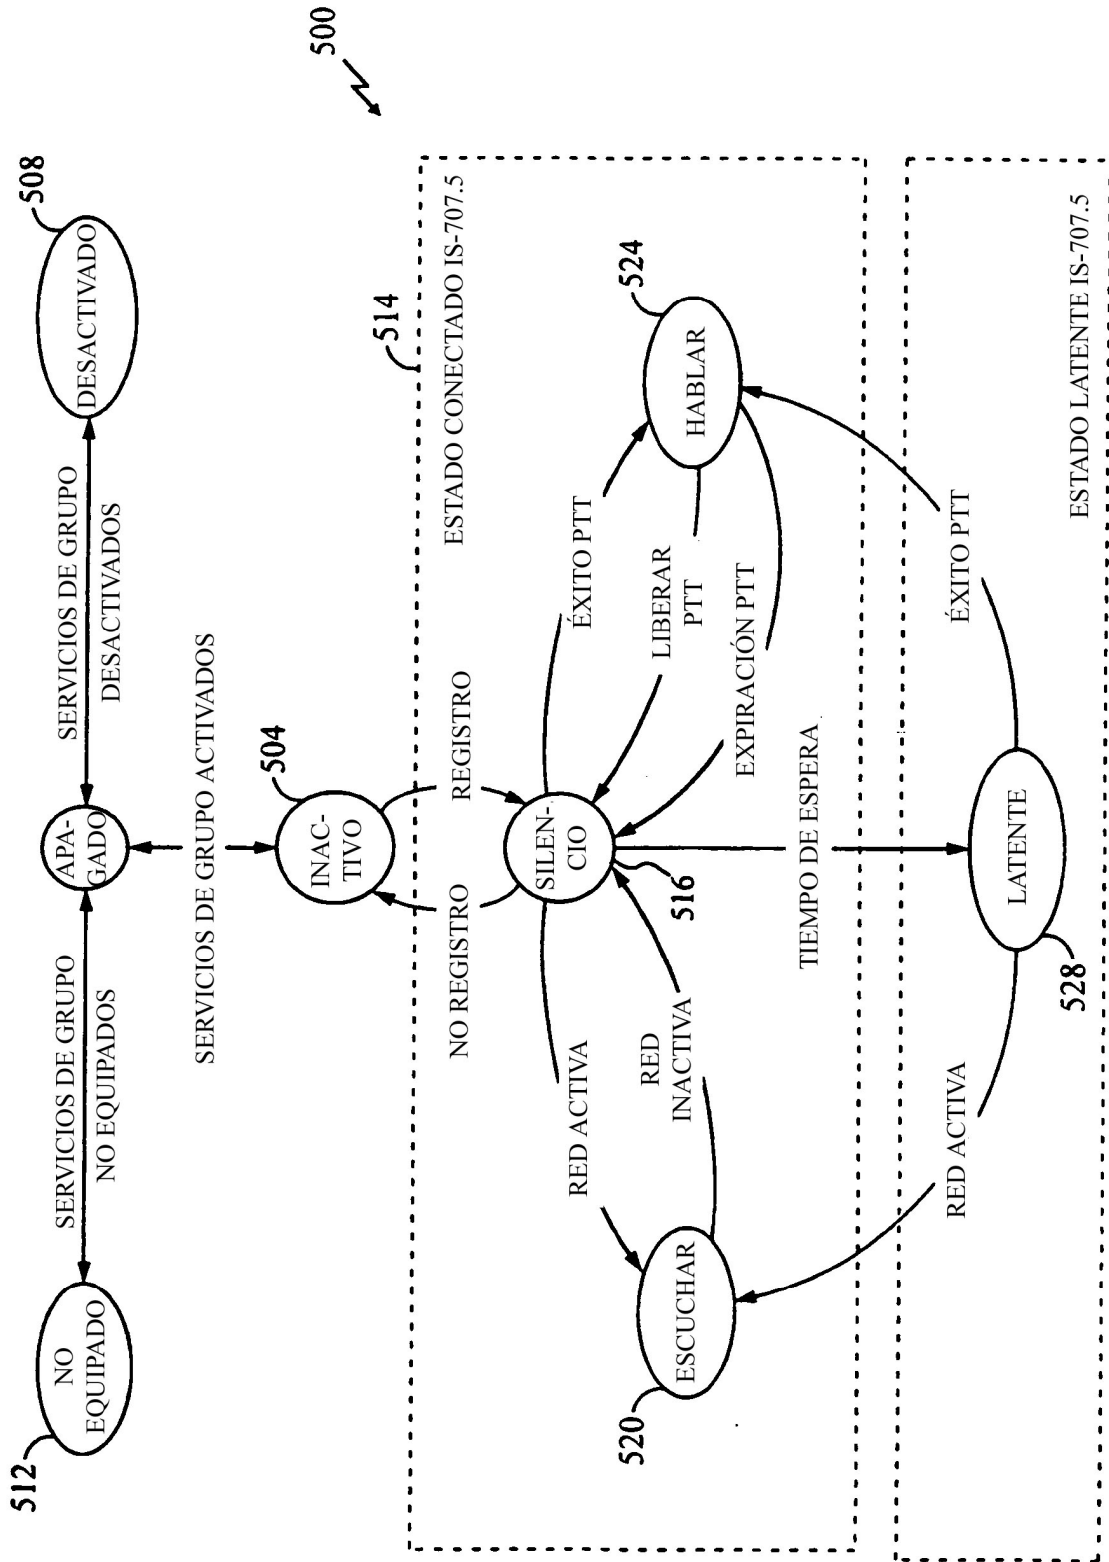 500
512
NO
EQUIPADO
SERVICIOS DE GRUPO
NO EQUIPADOS
APA-
GADO
SERVICIOS DE GRUPO
DESACTIVADOS
DESACTIVADO
508
SERVICIOS DE GRUPO ACTIVADOS
504
INAC-
TIVO
NO REGISTRO
REGISTRO
514
ESTADO CONECTADO IS-707.5
SILEN-
CIO
516
RED ACTIVA
RED
INACTIVA
ÉXITO PTT
LIBERAR
PTT
EXPIRACIÓN PTT
520
ESCUCHAR
524
HABLAR
TIEMPO DE ESPERA
RED ACTIVA
ÉXITO PTT
LATENTE
528
ESTADO LATENTE IS-707.5